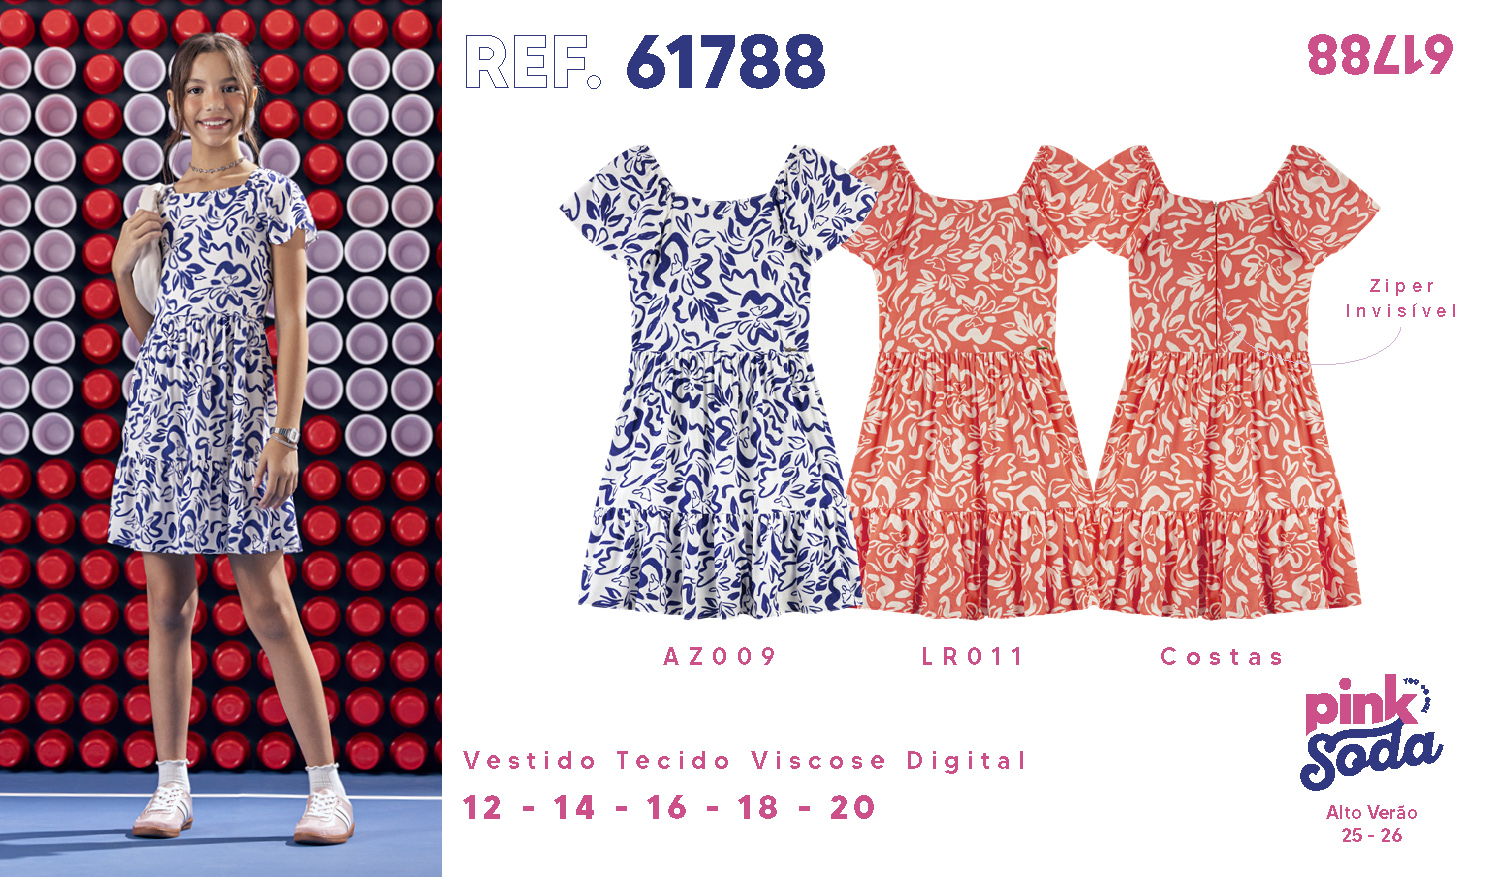 REF. 61788
61788
Ziper
Invisível
AZ009
LR011
Costas
pink
Soda
Vestido Tecido Viscose Digital
12 - 14 - 16 - 18 - 20
Alto Verão
25 - 26